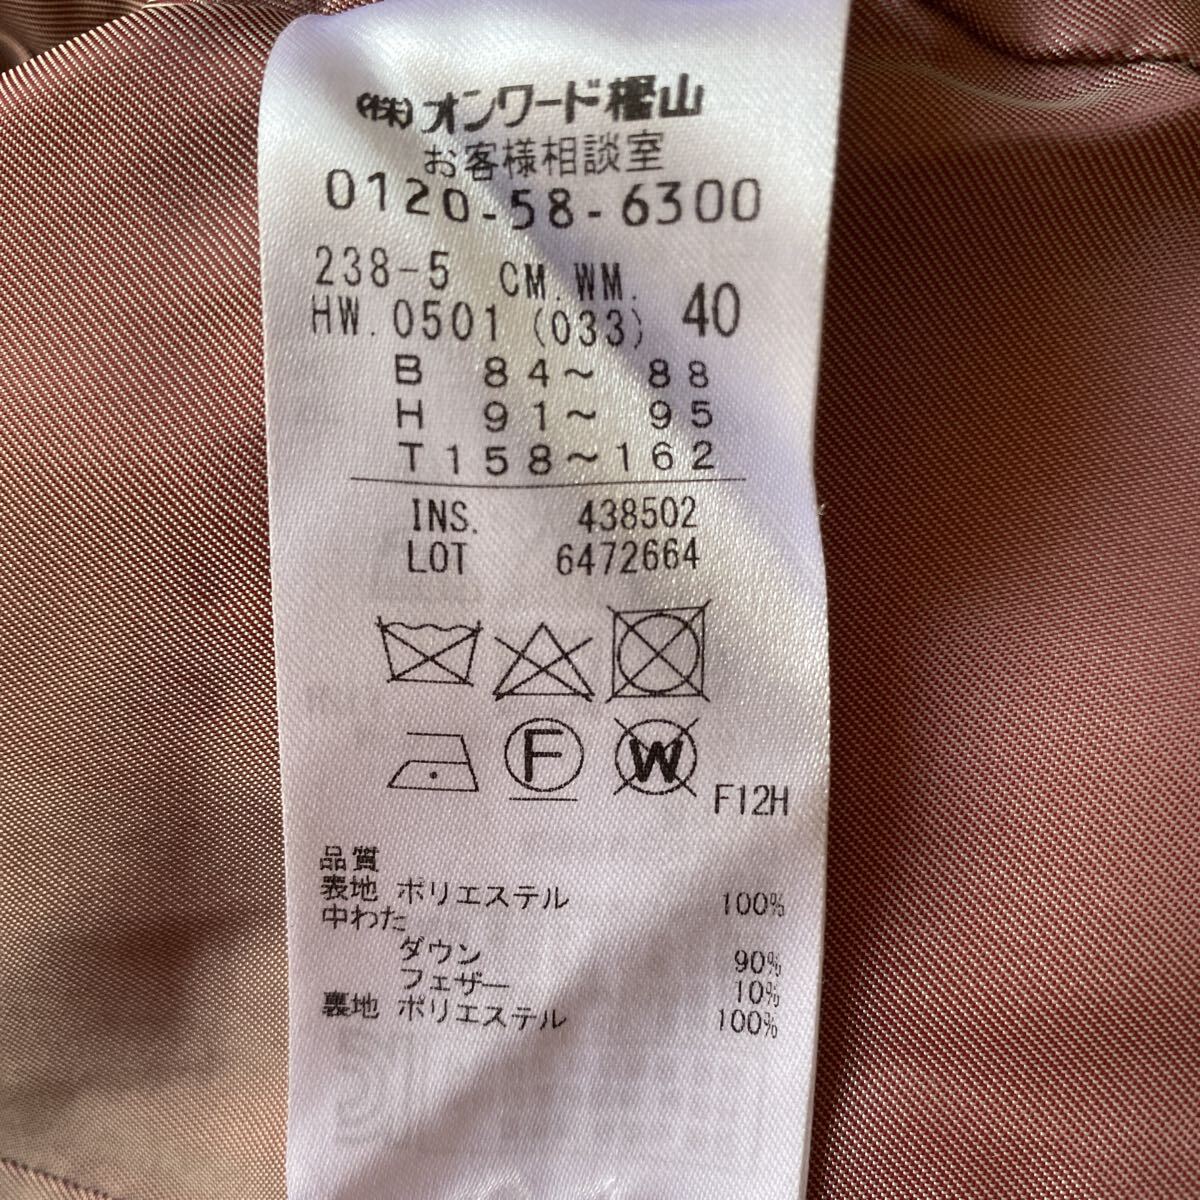 (株)オンワード樫山
お客様相談室
0120-58-6300
238-5 CM.WM.
HW.0501(033) 40
B 84～ 88
H 91～ 95
T158～162
INS. 438502
LOT 6472664
F W
F12H
品質
表地 ポリエステル 100%
中わた
ダウン 90%
フェザー 10%
裏地 ポリエステル 100%